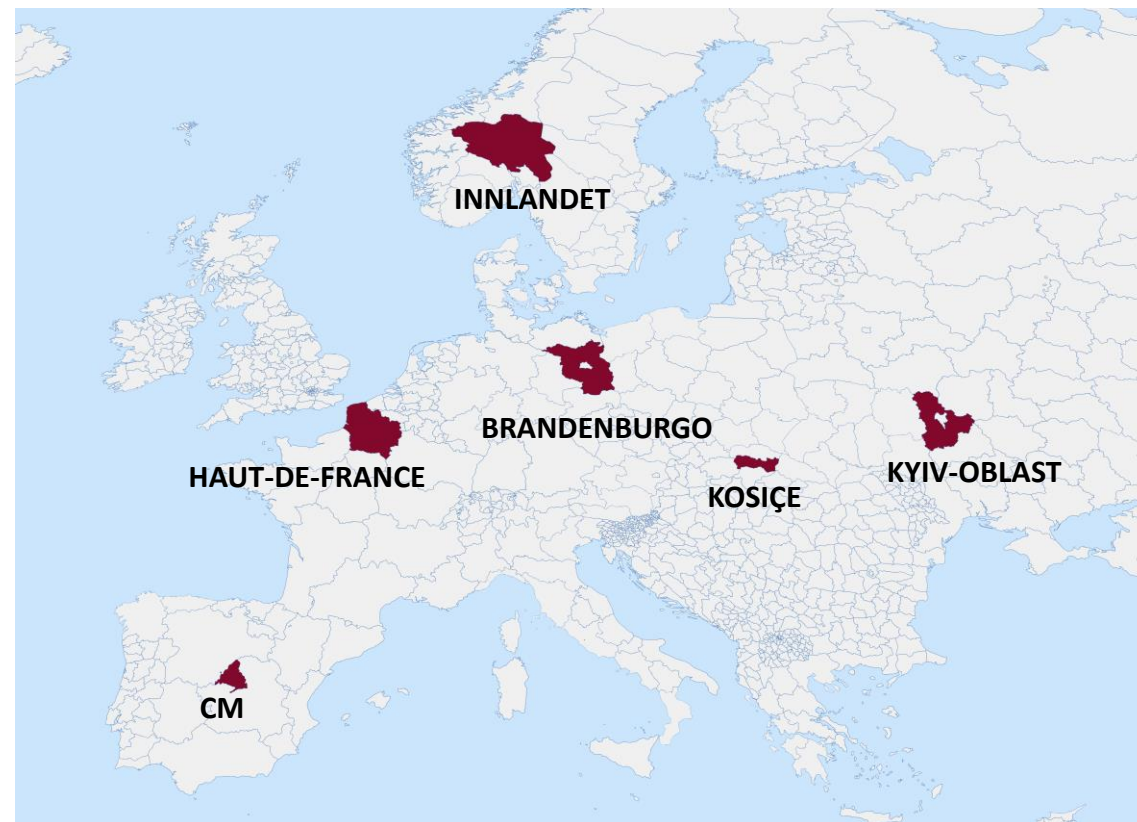 INNLANDET
BRANDENBURGO
HAUT-DE-FRANCE
KYIV-OBLAST
KOSIÇE
CM